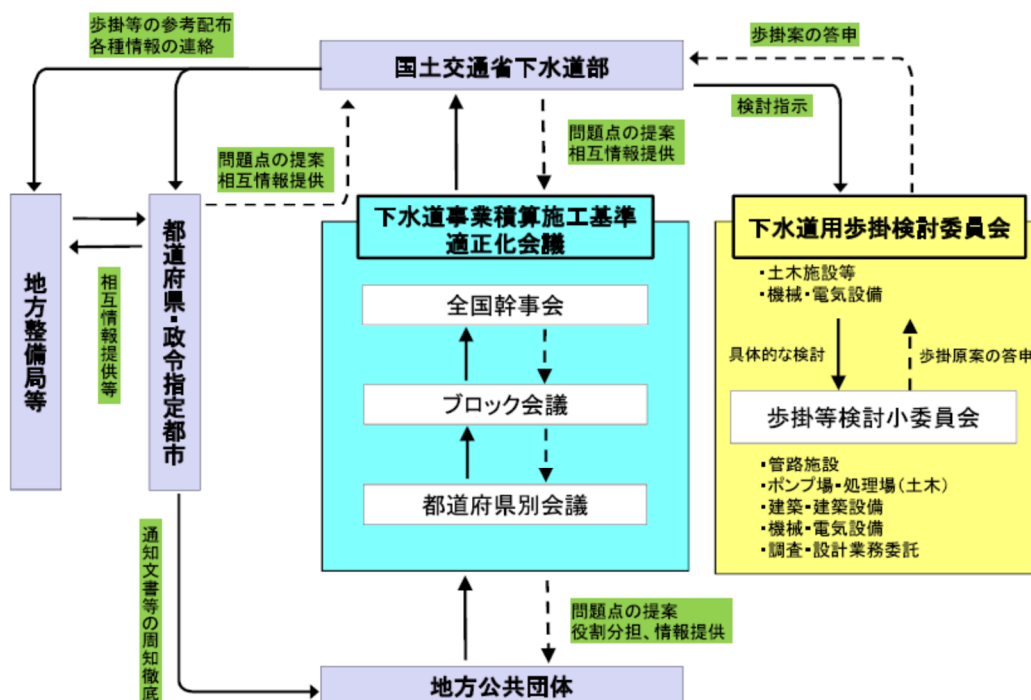 歩掛等の参考配布
各種情報の連絡
国土交通省下水道部
歩掛案の答申
検討指示
問題点の提案
相互情報提供
問題点の提案
相互情報提供
地方整備局等
相互情報提供等
都道府県・政令指定都市
下水道事業積算施工基準
適正化会議
全国幹事会
ブロック会議
都道府県別会議
下水道用歩掛検討委員会
・土木施設等
・機械・電気設備
具体的な検討
歩掛原案の答申
歩掛等検討小委員会
・管路施設
・ポンプ場・処理場(土木)
・建築・建築設備
・機械・電気設備
・調査・設計業務委託
通知文書等の周知徹底
問題点の提案
役割分担、情報提供
地方公共団体